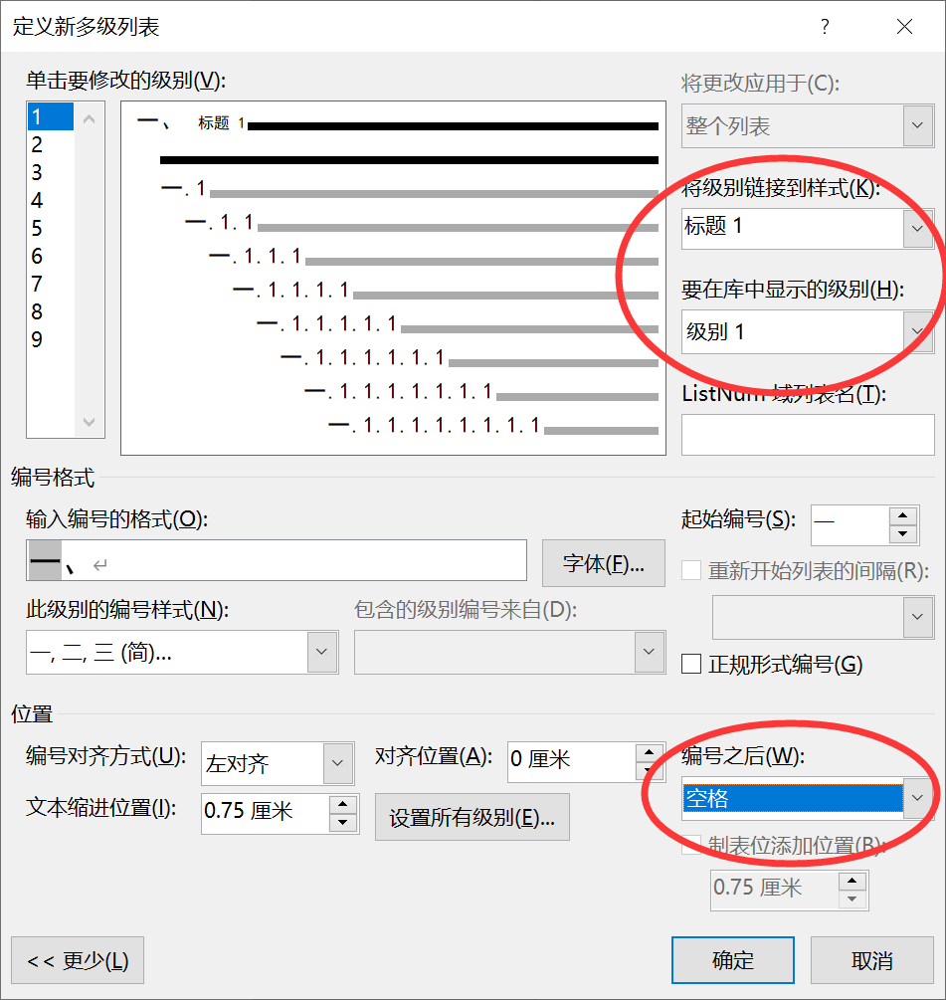 定义新多级列表
单击要修改的级别(V):
将更改应用于(C):
整个列表
1
2
3
4
5
6
7
8
9
一、 标题 1
一.1
一.1.1
一.1.1.1
一.1.1.1.1
一.1.1.1.1.1
一.1.1.1.1.1.1
一.1.1.1.1.1.1.1
一.1.1.1.1.1.1.1.1
将级别链接到样式(K):
标题 1
要在库中显示的级别(H):
级别 1
ListNum 域列表名(T):
编号格式
输入编号的格式(O):
一、
字体(F)...
起始编号(S):
一
重新开始列表的间隔(R):
此级别的编号样式(N):
包含的级别编号来自(D):
一, 二, 三 (简)...
正规形式编号(G)
位置
编号对齐方式(U):
左对齐
对齐位置(A):
0 厘米
编号之后(W):
空格
文本缩进位置(I):
0.75 厘米
设置所有级别(E)...
制表位添加位置(B):
0.75 厘米
<< 更少(L)
确定
取消